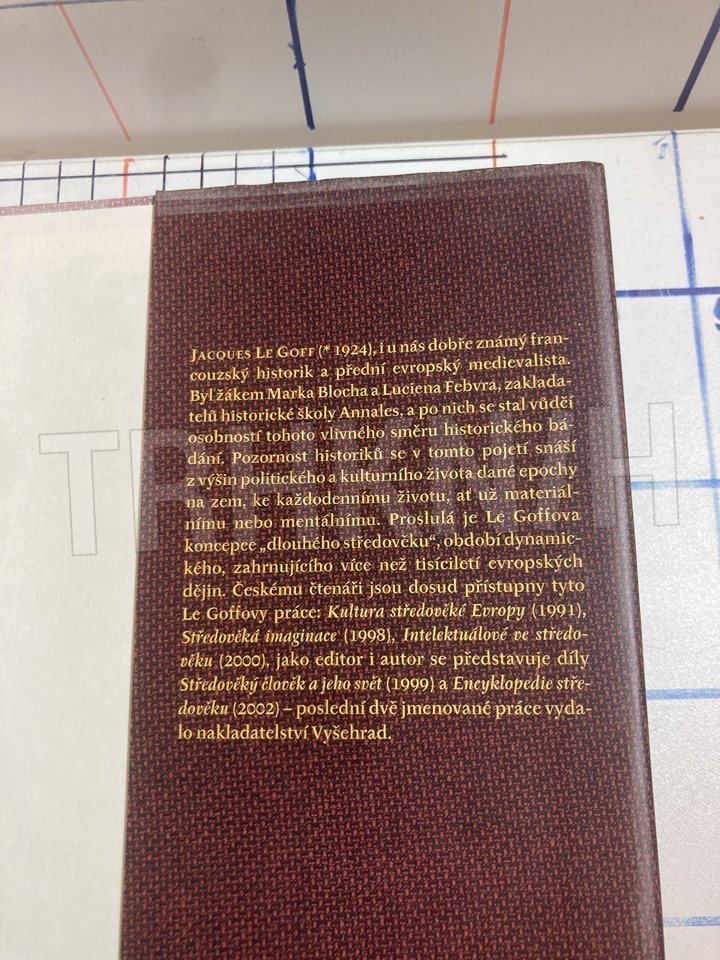 Jacques Le Goff (* 1924), i u nás dobře známý fran-
couzský historik a přední evropský medievalista.
Byl žákem Marka Blocha a Luciena Febvra, zaklada-
telů historické školy Annales, a po nich se stal vůdčí
osobností tohoto vlivného směru historického bá-
dání. Pozornost historiků se v tomto pojetí snáší
z výšin politického a kulturního života dané epochy
na zem, ke každodennímu životu, ať už materiál-
nímu nebo mentálnímu. Proslulá je Le Goffova
koncepce „dlouhého středověku“, období dynamic-
kého, zahrnujícího více než tisíciletí evropských
dějin. Českému čtenáři jsou dosud přístupny tyto
Le Goffovy práce: Kultura středověké Evropy (1991),
Středověká imaginace (1998), Intelektuálové ve středo-
věku (2000), jako editor i autor se představuje díly
Středověký člověk a jeho svět (1999) a Encyklopedie stře-
dověku (2002) – poslední dvě jmenované práce vyda-
lo nakladatelství Vyšehrad.